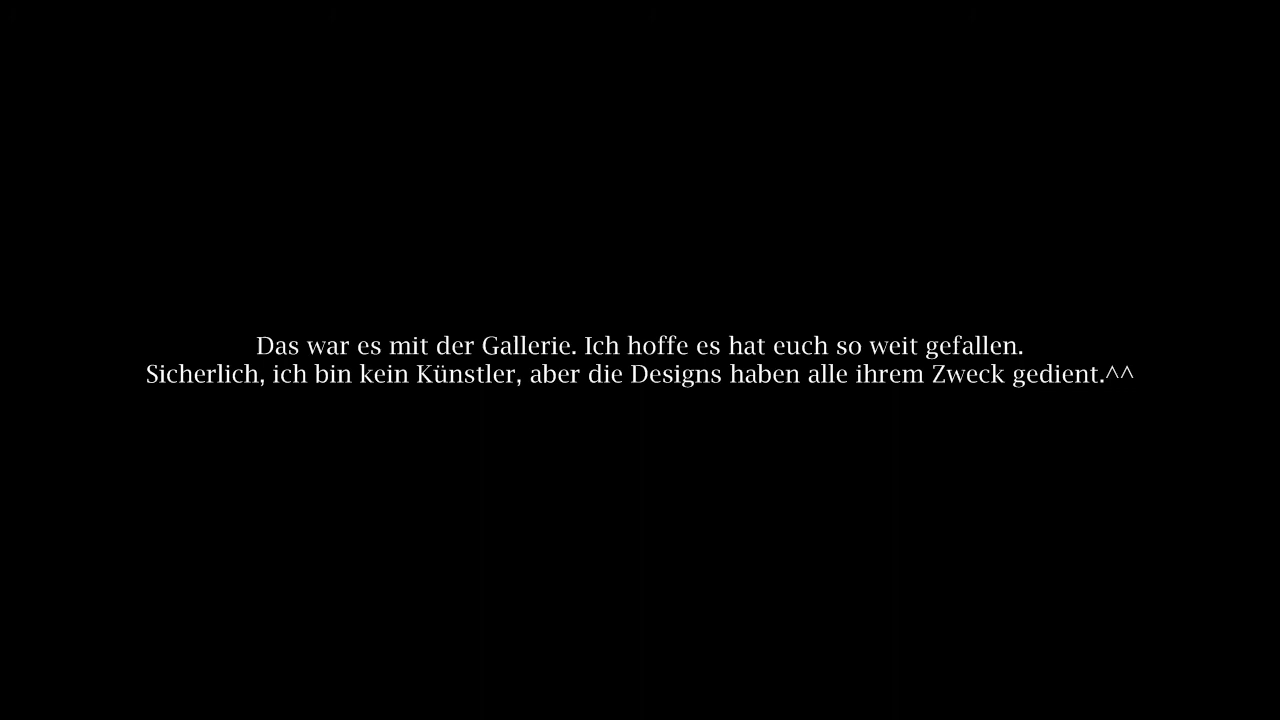 Das war es mit der Gallerie. Ich hoffe es hat euch so weit gefallen.
Sicherlich, ich bin kein Künstler, aber die Designs haben alle ihrem Zweck gedient.^^